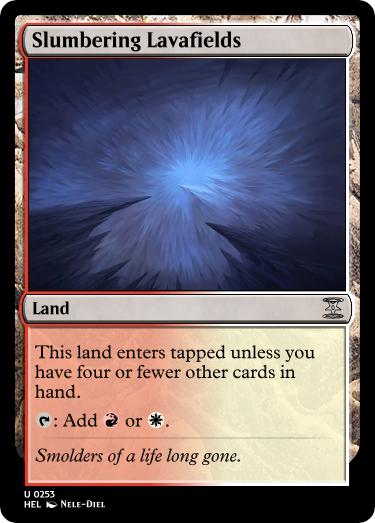 Slumbering Lavafields
Land
This land enters tapped unless you
have four or fewer other cards in
hand.
: Add or .
Smolders of a life long gone.
U 0253
HEL Nele-Diel